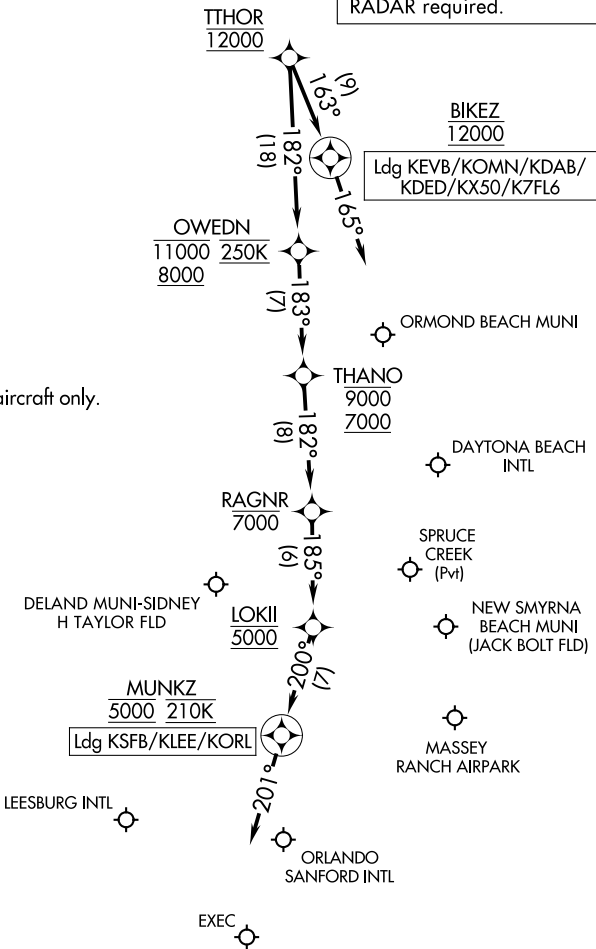 RADAR required.
TTHOR
12000
(9)
163°
182°
(18)
BIKEZ
12000
Ldg KEVB/KOMN/KDAB/
KDED/KX50/K7FL6
165°
OWEDN
11000 250K
8000
183°
(7)
ORMOND BEACH MUNI
THANO
9000
7000
aircraft only.
182°
(8)
DAYTONA BEACH
INTL
RAGNR
7000
185°
(6)
SPRUCE
CREEK
(Pvt)
DELAND MUNI-SIDNEY
H TAYLOR FLD
LOKII
5000
NEW SMYRNA
BEACH MUNI
(JACK BOLT FLD)
200°
(7)
MUNKZ
5000 210K
Ldg KSFB/KLEE/KORL
MASSEY
RANCH AIRPARK
201°
LEESBURG INTL
ORLANDO
SANFORD INTL
EXEC